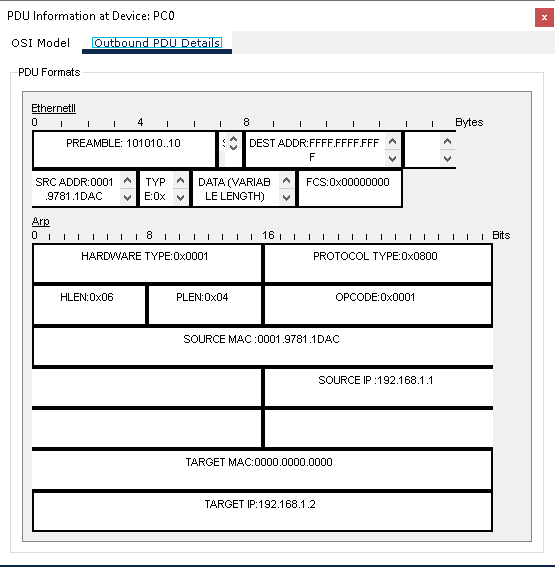 PDU Information at Device: PC0
x
OSI Model Outbound PDU Details
PDU Formats
EthernetII
0 4 8 Bytes
PREAMBLE: 101010..10 DEST ADDR:FFFF.FFFF.FFF
F
SRC ADDR:0001 TYP DATA (VARIAB FCS:0x00000000
.9781.1DAC E:0x LE LENGTH)
Arp
0 8 16 Bits
HARDWARE TYPE:0x0001 PROTOCOL TYPE:0x0800
HLEN:0x06 PLEN:0x04 OPCODE:0x0001
SOURCE MAC :0001.9781.1DAC
SOURCE IP :192.168.1.1
TARGET MAC:0000.0000.0000
TARGET IP:192.168.1.2